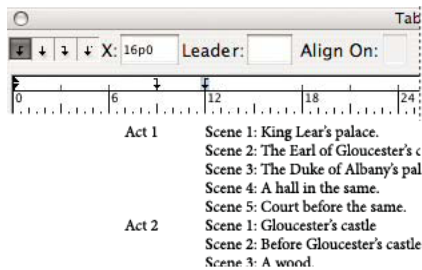 Tab
X: 16p0 Leader: Align On:
0 6 12 18 24
Act 1 Scene 1: King Lear's palace.
Scene 2: The Earl of Gloucester's c
Scene 3: The Duke of Albany's pal
Scene 4: A hall in the same.
Scene 5: Court before the same.
Act 2 Scene 1: Gloucester's castle
Scene 2: Before Gloucester's castle
Scene 3: A wood.